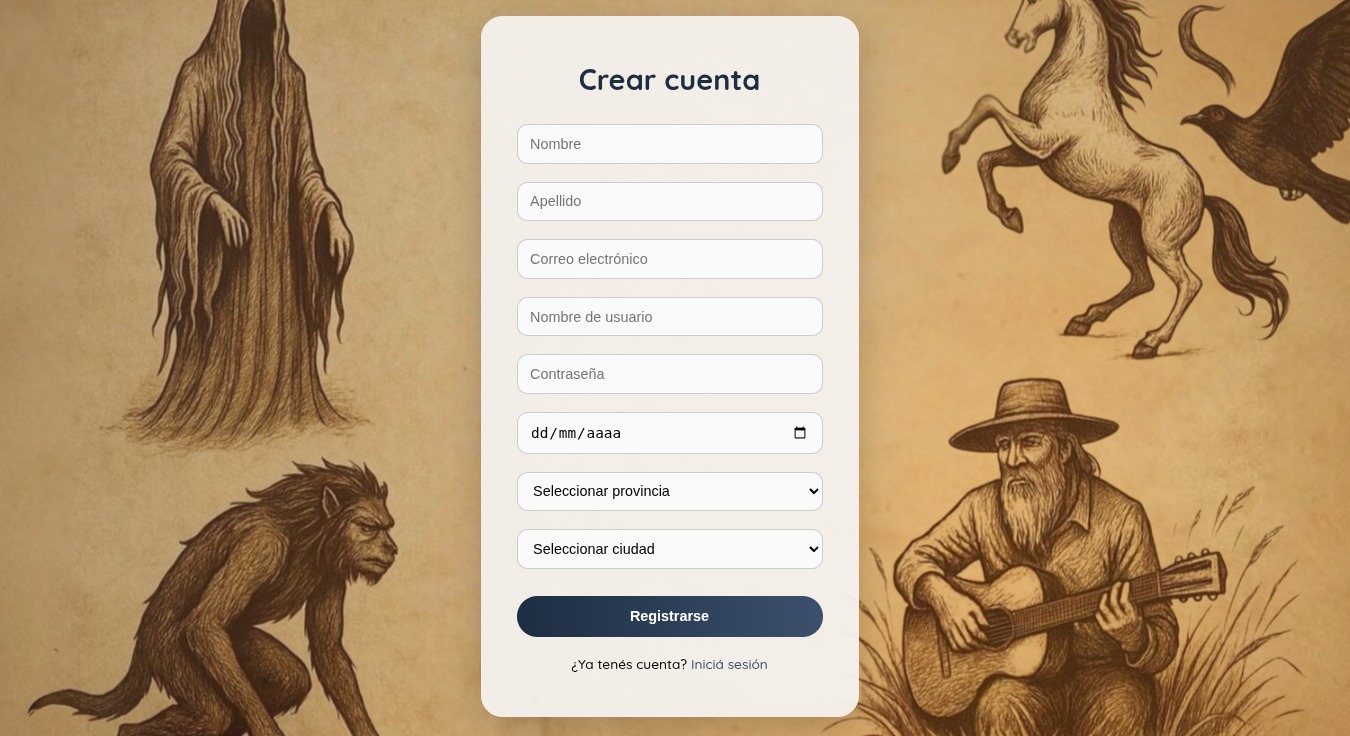 Crear cuenta
Nombre
Apellido
Correo electrónico
Nombre de usuario
Contraseña
dd/mm/aaaa
Seleccionar provincia
Seleccionar ciudad
Registrarse
¿Ya tenés cuenta? Iniciá sesión